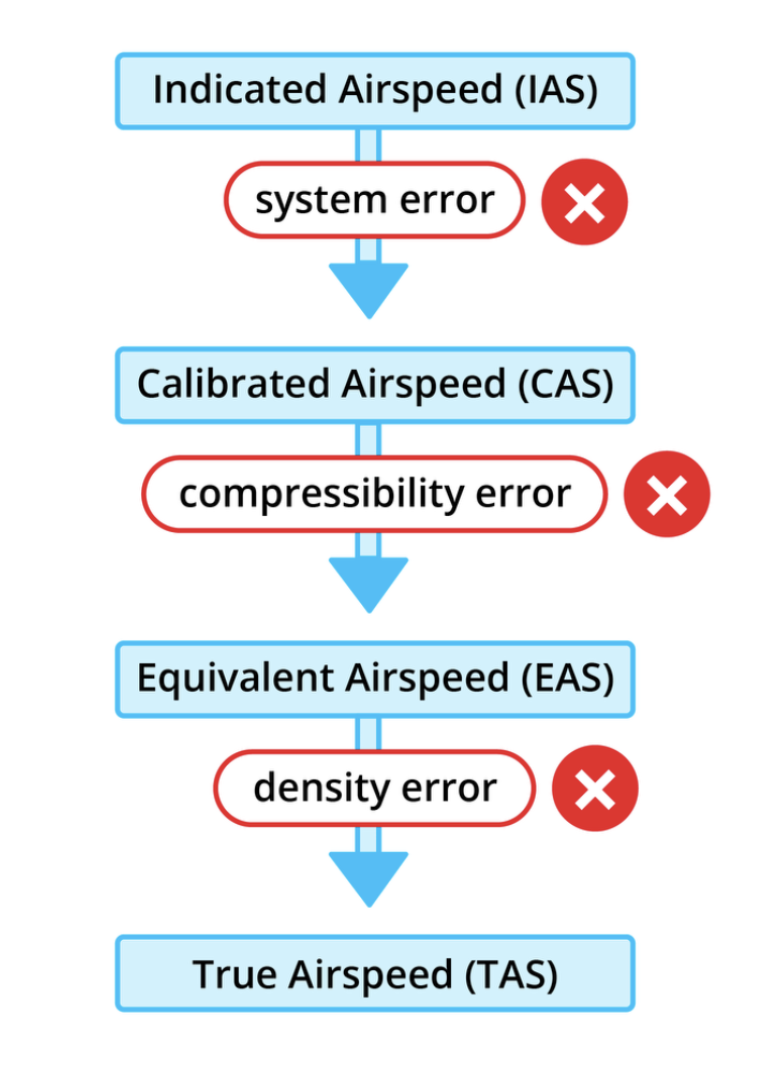 Indicated Airspeed (IAS)
system error
Calibrated Airspeed (CAS)
compressibility error
Equivalent Airspeed (EAS)
density error
True Airspeed (TAS)